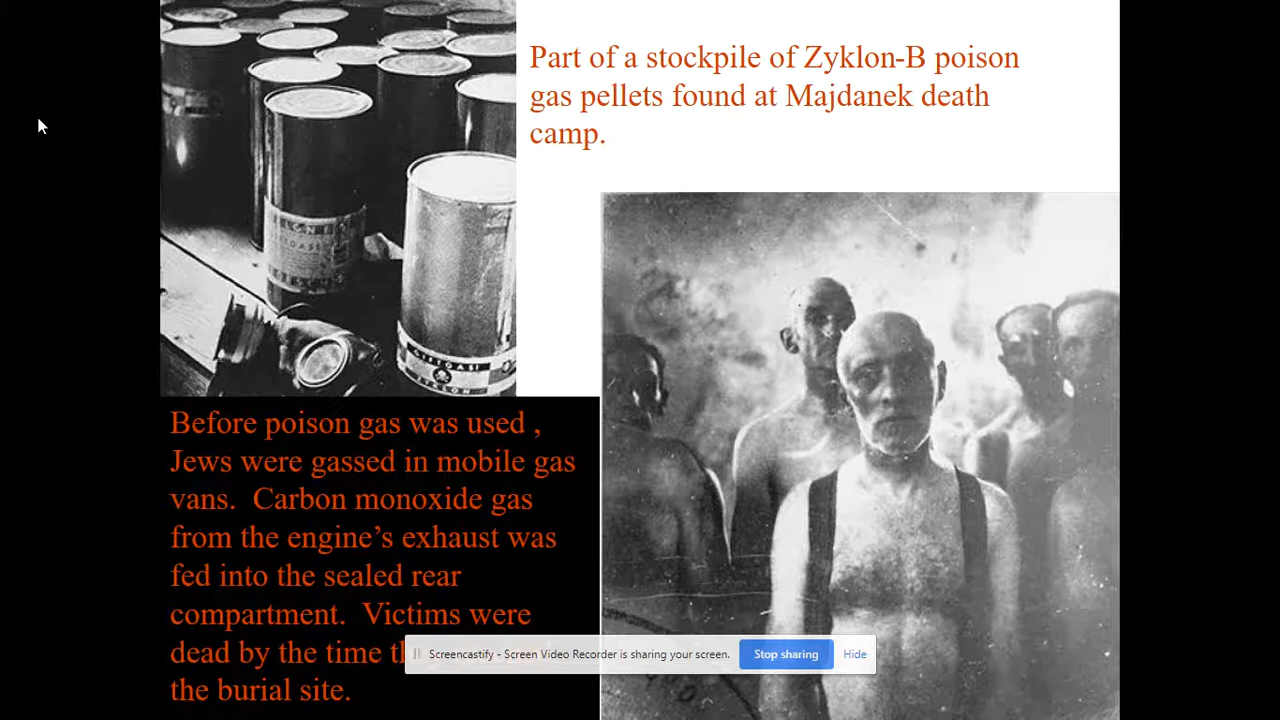 Part of a stockpile of Zyklon-B poison
gas pellets found at Majdanek death
camp.
GIFTGAS!
ZYKLON
Before poison gas was used ,
Jews were gassed in mobile gas
vans.  Carbon monoxide gas
from the engine’s exhaust was
fed into the sealed rear
compartment.  Victims were
dead by the time
the burial site.
Screencastify - Screen Video Recorder is sharing your screen.
Stop sharing
Hide